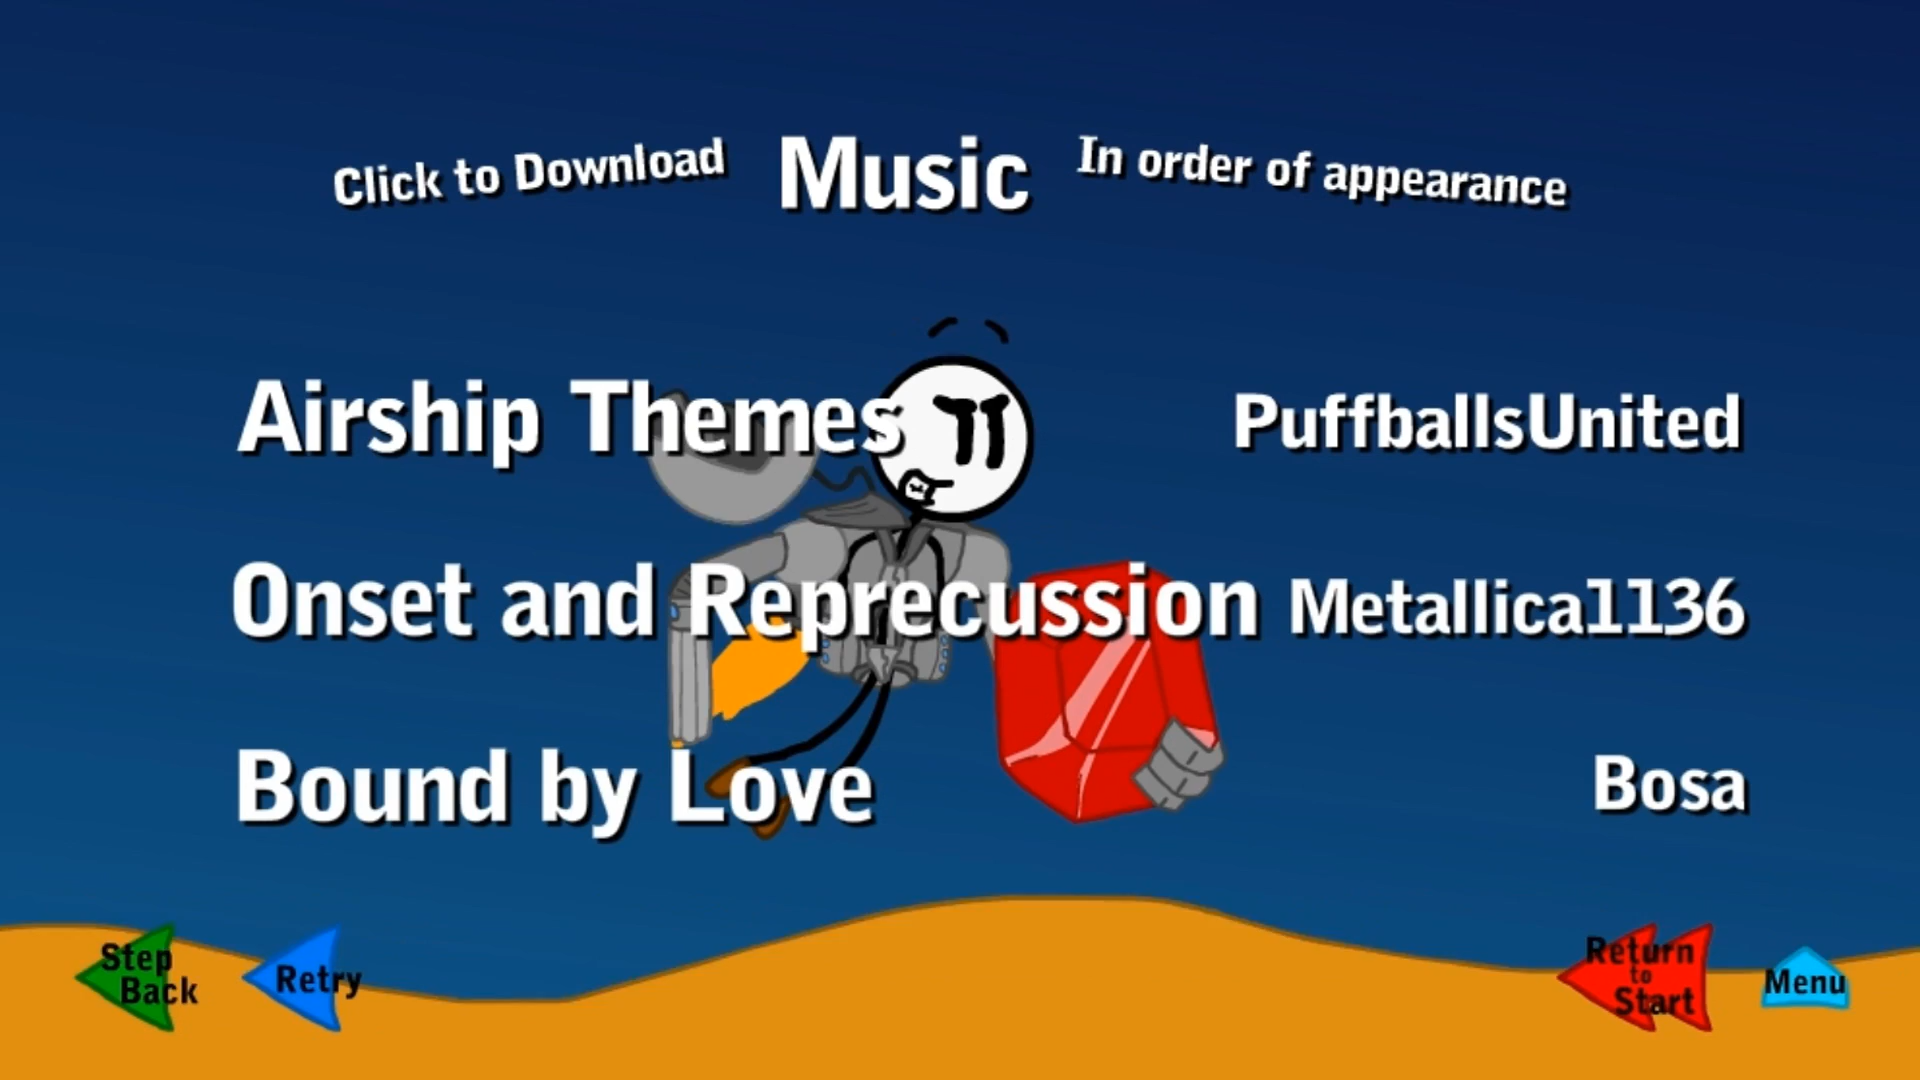 Click to Download Music In order of appearance
Airship Themes PuffballsUnited
Onset and Reprecussion Metallica1136
Bound by Love Bosa
Step Back
Retry
Return to Start
Menu